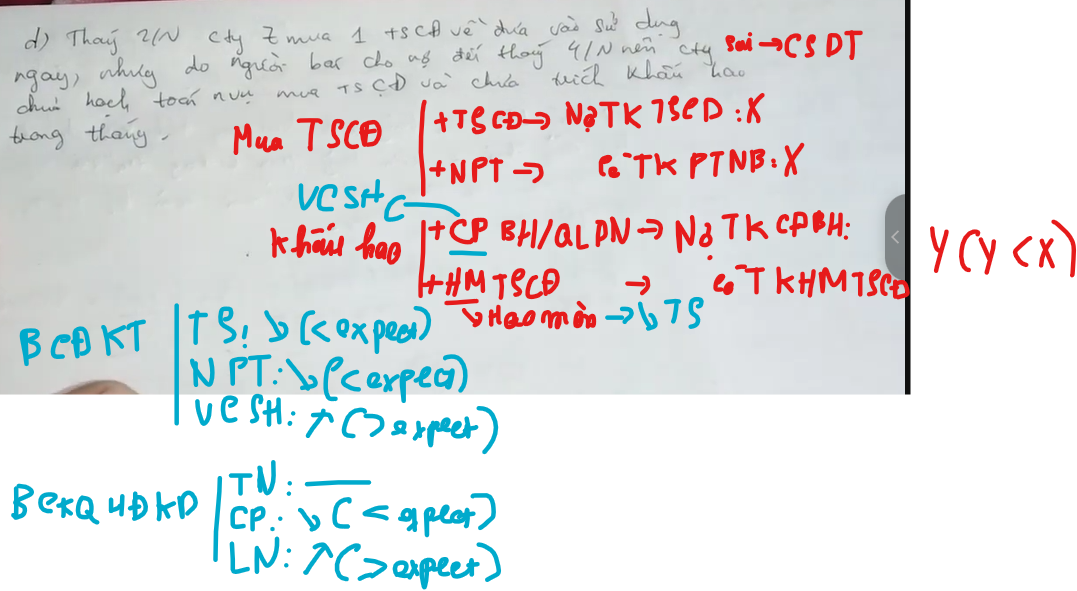 d) Tháng 2/N cty Z mua 1 TSCĐ về đưa vào sử dụng
ngay, nhưng do người bán cho nợ đến tháng 4/N nên cty
chưa hạch toán nvụ mua TSCĐ và chưa trích khấu hao
trong tháng.
sai → CSDT
Mua TSCĐ
+ TSCĐ → Nợ TK TSCĐ : X
+ NPT → Có TK PTNB : X
VCSH
Khấu hao
+ CP BH/QLDN → Nợ TK CPBH:
+ HM TSCĐ → Có TK HMTSCĐ
Y (Y < X)
↳ Hao mòn → ↓ TS
BCĐKT
TS: ↘ (< expect)
NPT: ↘ (< expect)
VCSH: ↗ (> expect)
BCKQHĐKD
TN: —
CP: ↘ (< expect)
LN: ↗ (> expect)